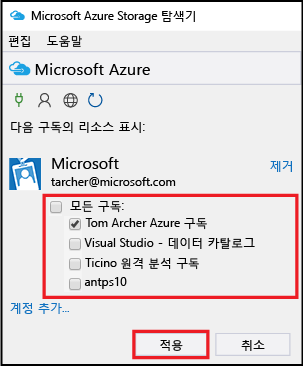 Microsoft Azure Storage 탐색기
편집 도움말
Microsoft Azure
다음 구독의 리소스 표시:
Microsoft 제거
tarcher@microsoft.com
모든 구독:
Tom Archer Azure 구독
Visual Studio - 데이터 카탈로그
Ticino 원격 분석 구독
antps10
계정 추가...
적용 취소